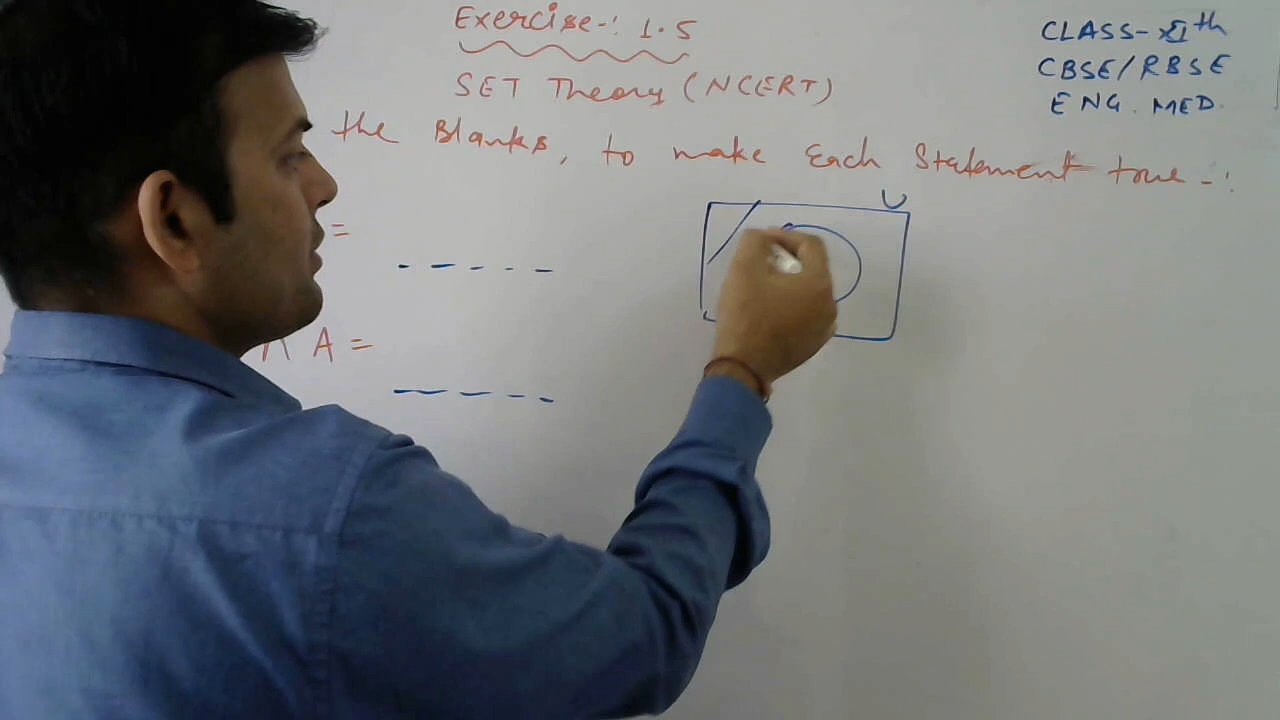 Exercise-: 1.5
SET Theory (NCERT)
CLASS-XIth
CBSE/RBSE
ENG. MED.
the Blanks, to make Each Statement true-:
U
=
∩ A =